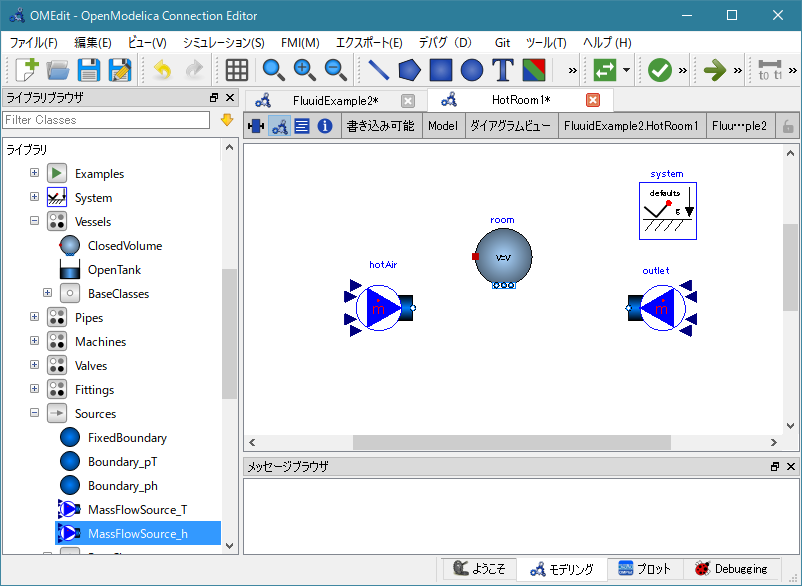 OMEdit - OpenModelica Connection Editor
ファイル(F) 編集(E) ビュー(V) シミュレーション(S) FMI(M) エクスポート(E) デバグ (D) Git ツール(T) ヘルプ (H)
T » » » t0 t1 »
ライブラリブラウザ
FluuidExample2* HotRoom1*
Filter Classes
書き込み可能 Model ダイアグラムビュー FluuidExample2.HotRoom1 Fluu…ple2
ライブラリ
Examples
System
Vessels
ClosedVolume
OpenTank
BaseClasses
Pipes
Machines
Valves
Fittings
Sources
FixedBoundary
Boundary_pT
Boundary_ph
MassFlowSource_T
MassFlowSource_h
system
defaults
g
room
V=V
hotAir
ṁ
outlet
ṁ
メッセージブラウザ
ようこそ モデリング プロット Debugging